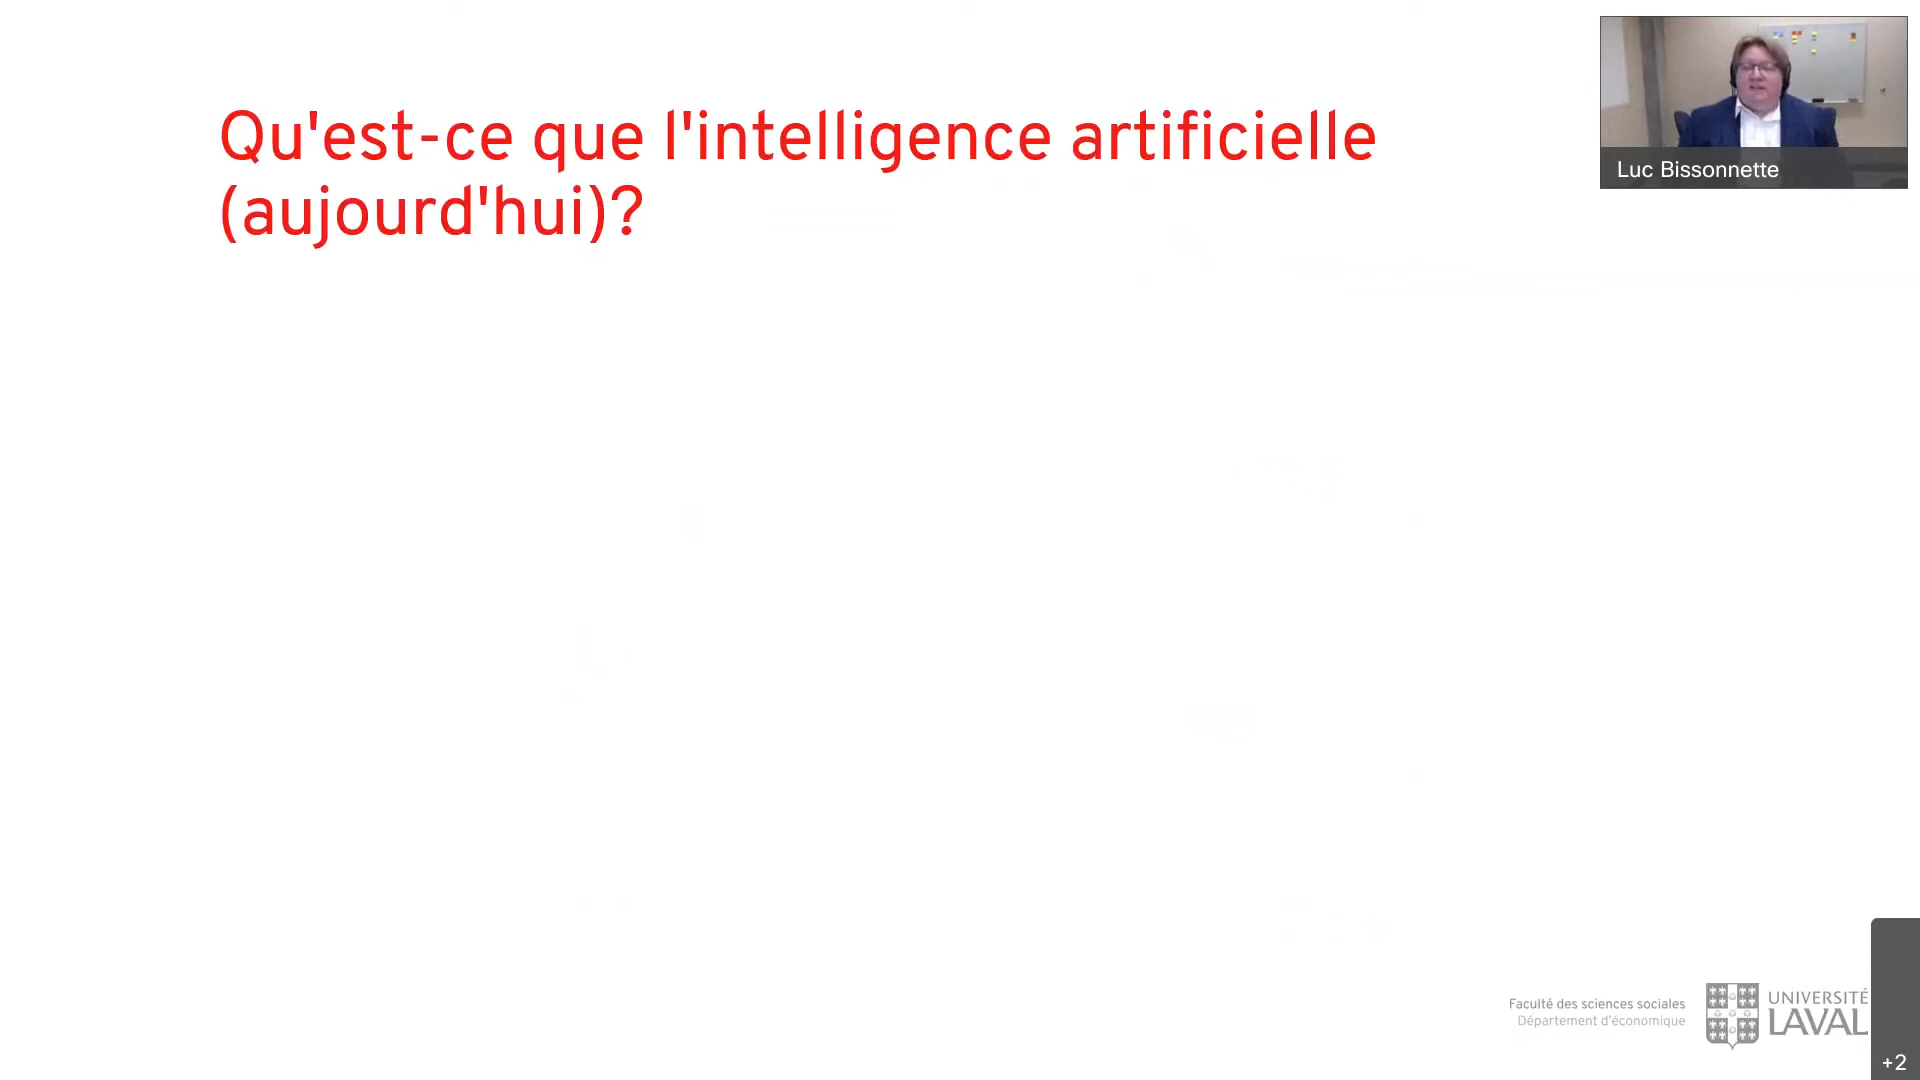 Qu'est-ce que l'intelligence artificielle
(aujourd'hui)?
Luc Bissonnette
Faculté des sciences sociales
Département d'économique
UNIVERSITÉ
LAVAL
+2